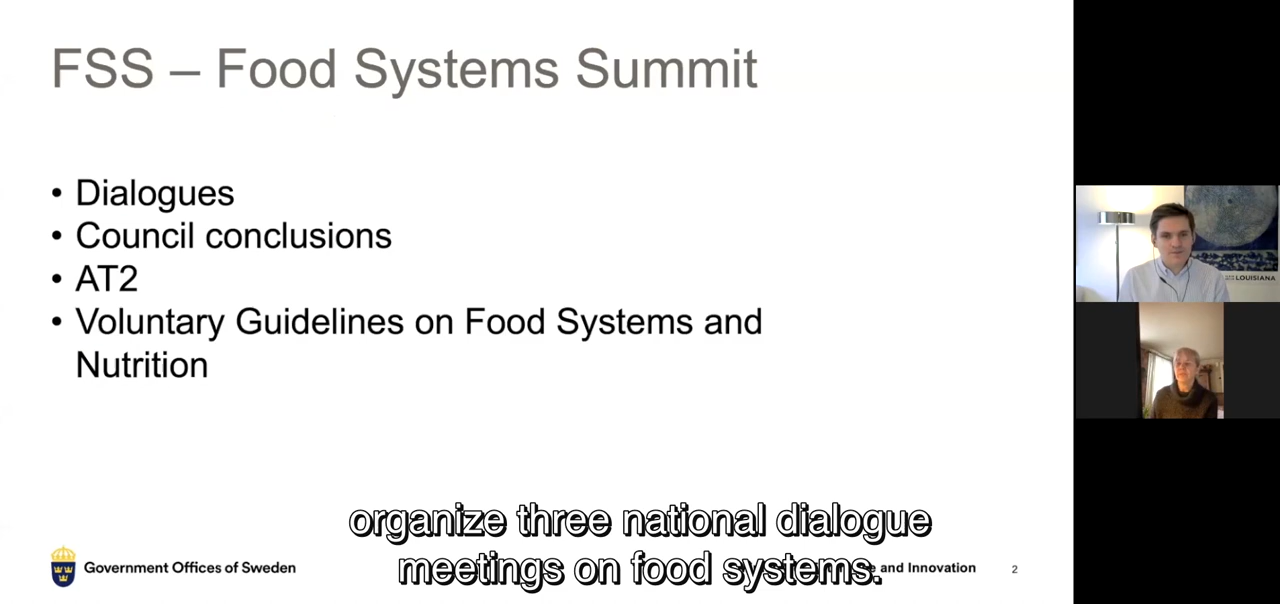 FSS – Food Systems Summit
• Dialogues
• Council conclusions
• AT2
• Voluntary Guidelines on Food Systems and
Nutrition
LOUISIANA
organize three national dialogue
meetings on food systems.
Government Offices of Sweden
and Innovation
2